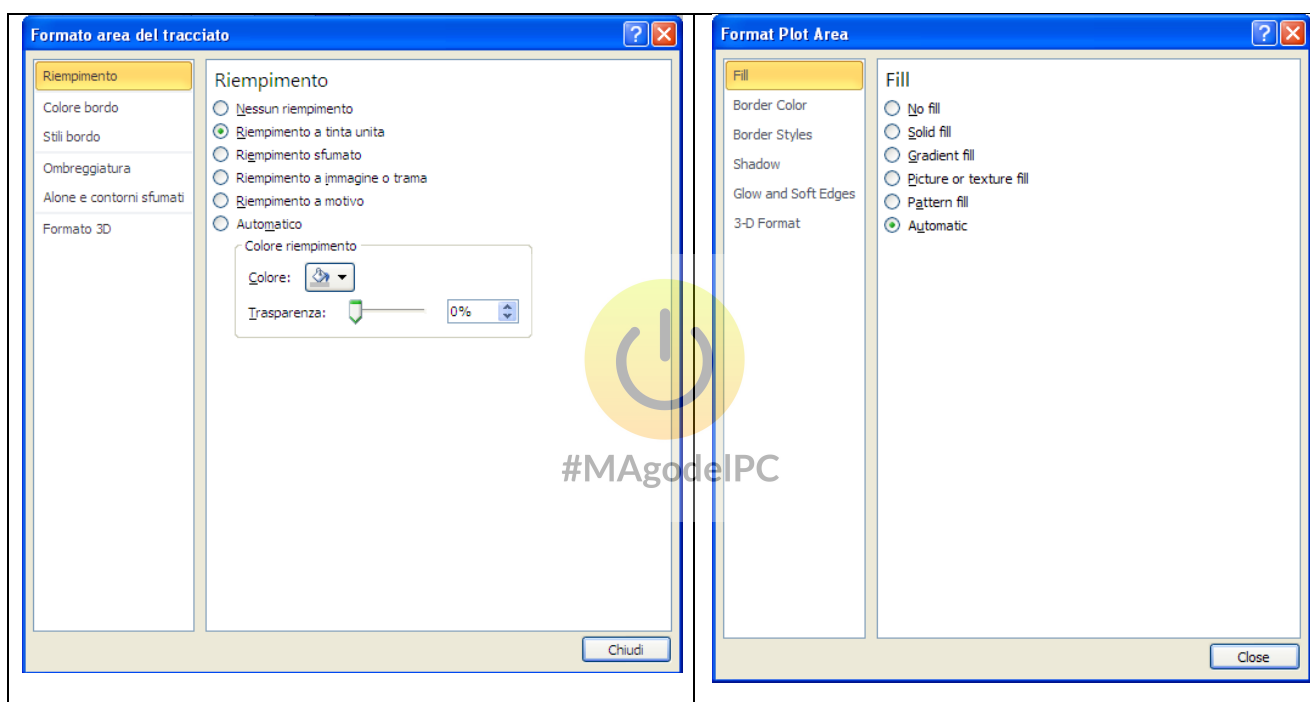 Formato area del tracciato
Riempimento
Colore bordo
Stili bordo
Ombreggiatura
Alone e contorni sfumati
Formato 3D
Riempimento
Nessun riempimento
Riempimento a tinta unita
Riempimento sfumato
Riempimento a immagine o trama
Riempimento a motivo
Automatico
Colore riempimento
Colore:
Trasparenza: 0%
Chiudi
Format Plot Area
Fill
Border Color
Border Styles
Shadow
Glow and Soft Edges
3-D Format
Fill
No fill
Solid fill
Gradient fill
Picture or texture fill
Pattern fill
Automatic
Close
#MAgodelPC